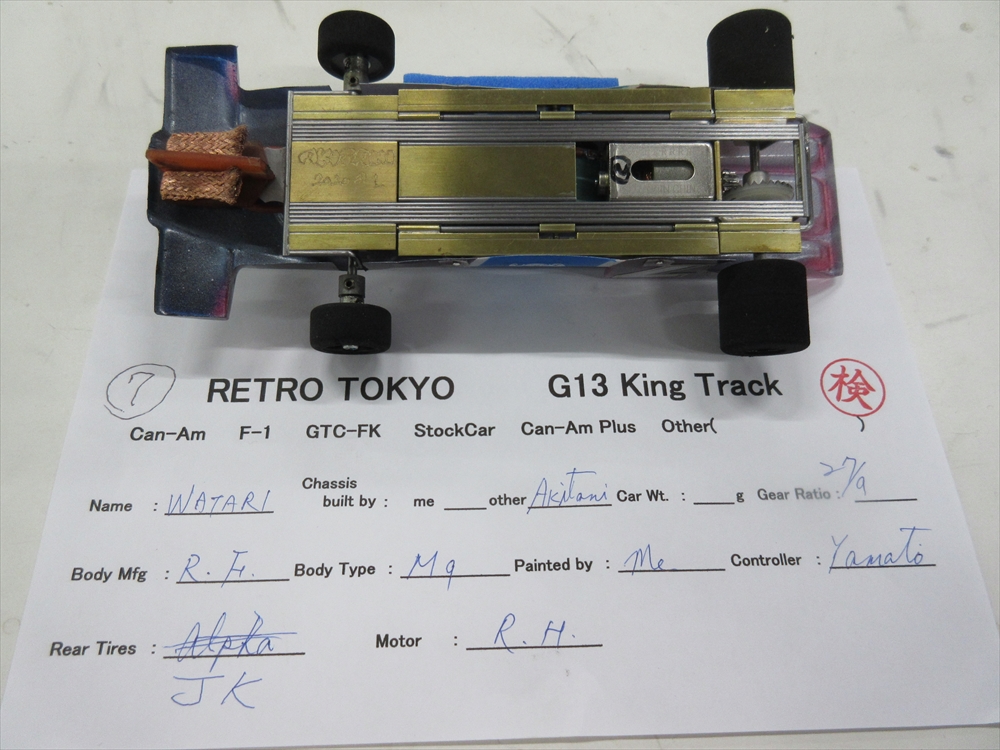 7 RETRO TOKYO G13 King Track 検
Can-Am F-1 GTC-FK StockCar Can-Am Plus Other( )
Name : WATARI Chassis built by : me ____ other Akitani Car Wt. : ____ g Gear Ratio : 27/9
Body Mfg : R.F. Body Type : M9 Painted by : Me Controller : Yamato
Rear Tires : Alpha Motor : R.H.
JK